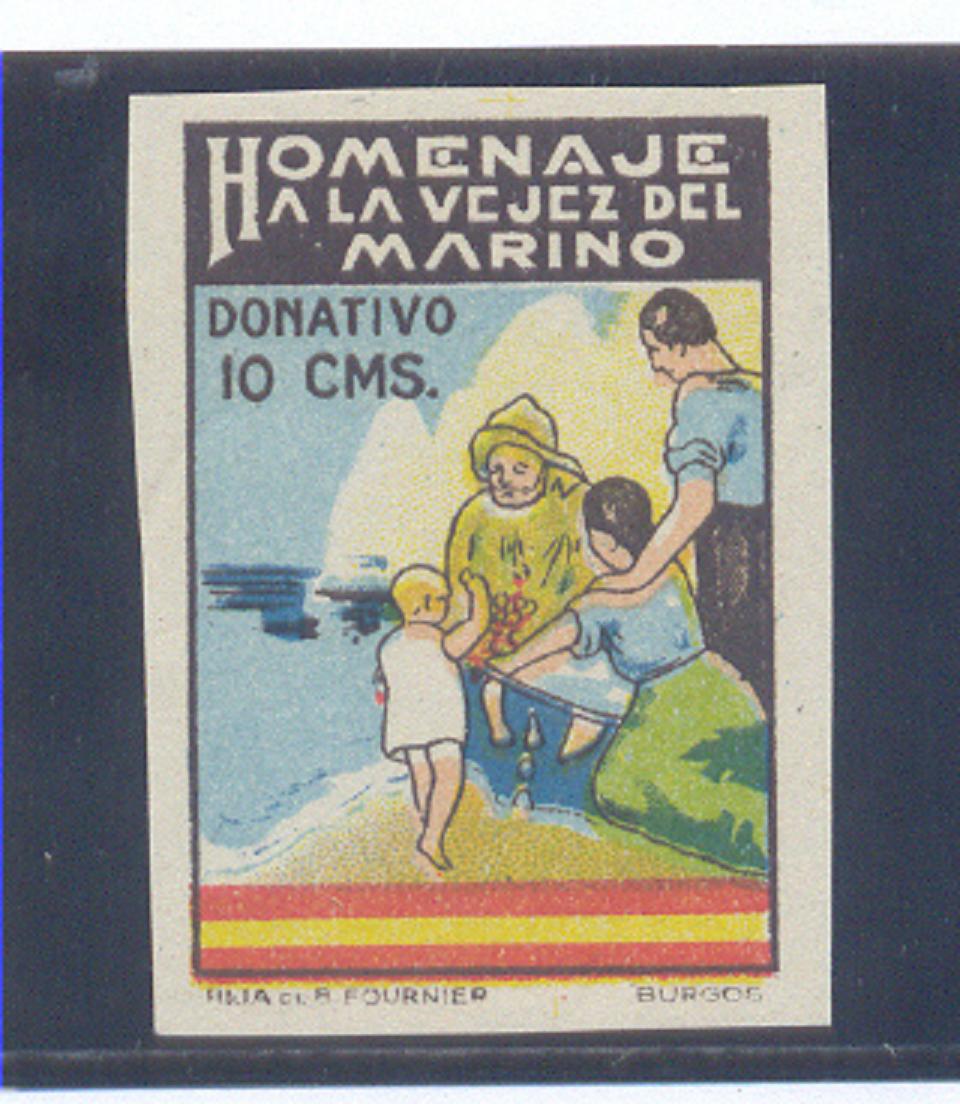 HOMENAJE
A LA VEJEZ DEL
MARINO
DONATIVO
10 CMS.
HIJA de B. FOURNIER
BURGOS